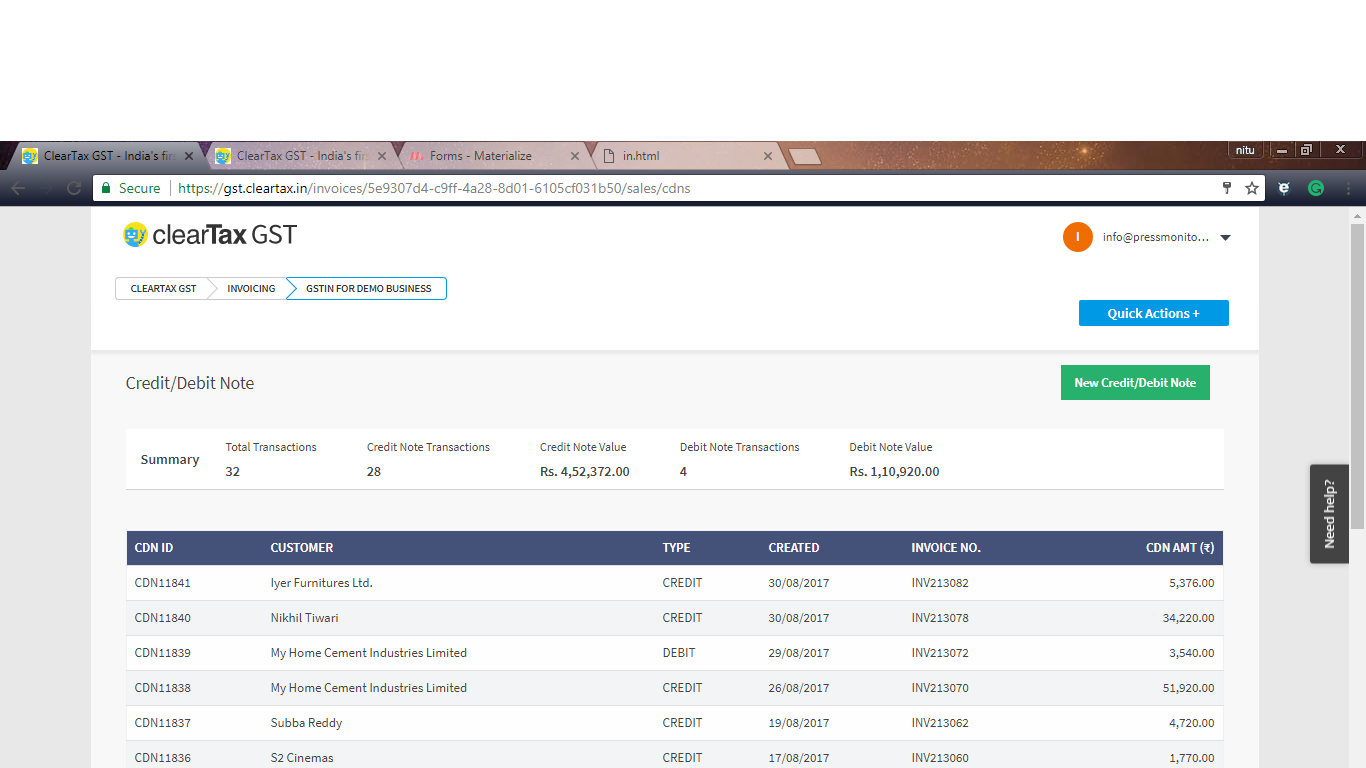 ClearTax GST - India's fir
ClearTax GST - India's fir
Forms - Materialize
in.html
nitu
Secure https://gst.cleartax.in/invoices/5e9307d4-c9ff-4a28-8d01-6105cf031b50/sales/cdns
clearTax GST
I info@pressmonito...
CLEARTAX GST INVOICING GSTIN FOR DEMO BUSINESS
Quick Actions +
Credit/Debit Note
New Credit/Debit Note
Summary
Total Transactions Credit Note Transactions Credit Note Value Debit Note Transactions Debit Note Value
32 28 Rs. 4,52,372.00 4 Rs. 1,10,920.00
Need help?
CDN ID CUSTOMER TYPE CREATED INVOICE NO. CDN AMT (₹)
CDN11841 Iyer Furnitures Ltd. CREDIT 30/08/2017 INV213082 5,376.00
CDN11840 Nikhil Tiwari CREDIT 30/08/2017 INV213078 34,220.00
CDN11839 My Home Cement Industries Limited DEBIT 29/08/2017 INV213072 3,540.00
CDN11838 My Home Cement Industries Limited CREDIT 26/08/2017 INV213070 51,920.00
CDN11837 Subba Reddy CREDIT 19/08/2017 INV213062 4,720.00
CDN11836 S2 Cinemas CREDIT 17/08/2017 INV213060 1,770.00